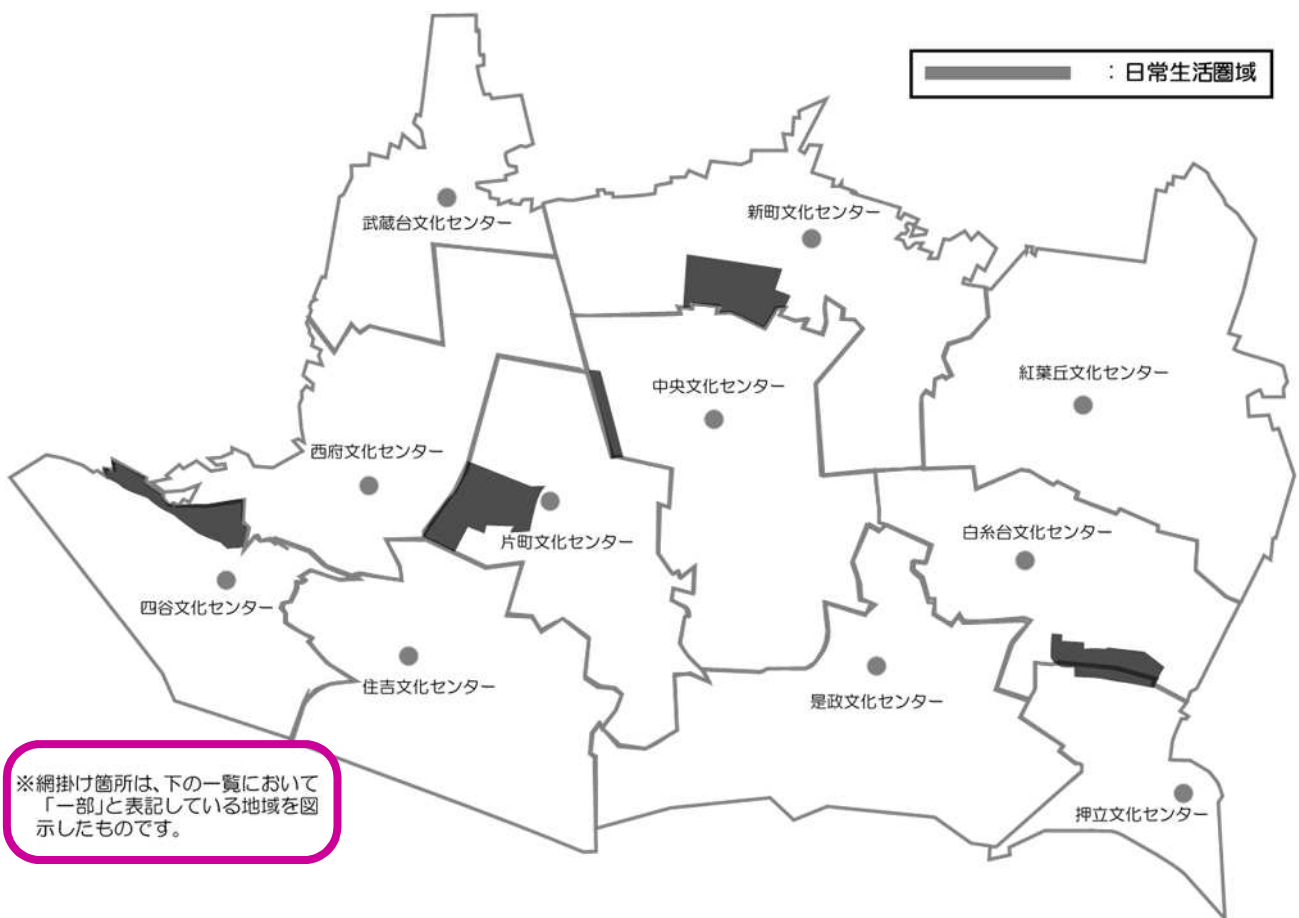 ：日常生活圏域
武蔵台文化センター
新町文化センター
中央文化センター
紅葉丘文化センター
西府文化センター
片町文化センター
白糸台文化センター
四谷文化センター
住吉文化センター
是政文化センター
押立文化センター
※網掛け箇所は、下の一覧において
「一部」と表記している地域を図
示したものです。